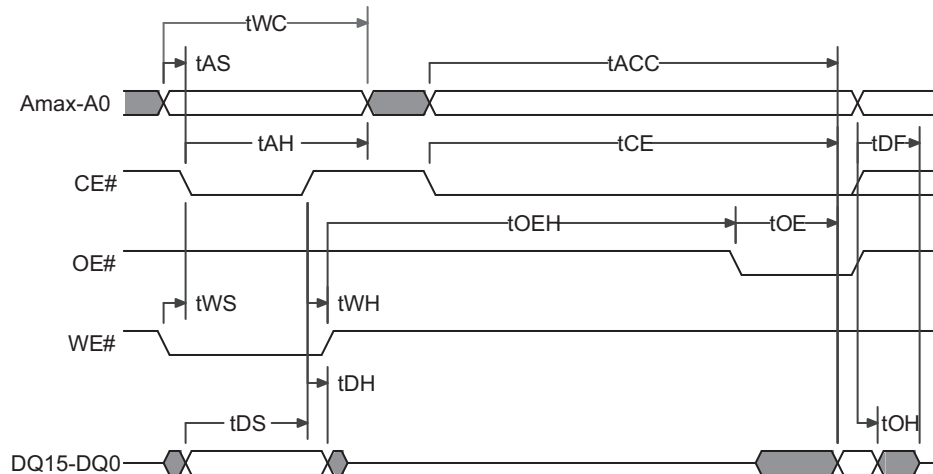 tWC
tAS
tACC
Amax-A0
tAH
tCE
tDF
CE#
tOEH
tOE
OE#
tWS
tWH
WE#
tDH
tDS
tOH
DQ15-DQ0